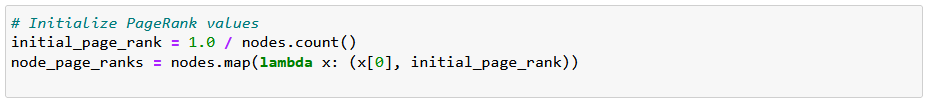 # Initialize PageRank values
initial_page_rank = 1.0 / nodes.count()
node_page_ranks = nodes.map(lambda x: (x[0], initial_page_rank))